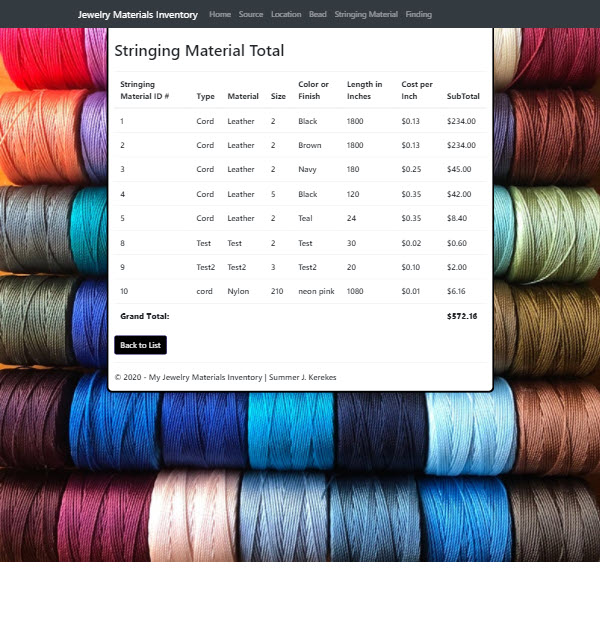 Jewelry Materials Inventory Home Source Location Bead Stringing Material Finding
Stringing Material Total
Stringing Material ID # Type Material Size Color or Finish Length in Inches Cost per Inch SubTotal
1 Cord Leather 2 Black 1800 $0.13 $234.00
2 Cord Leather 2 Brown 1800 $0.13 $234.00
3 Cord Leather 2 Navy 180 $0.25 $45.00
4 Cord Leather 5 Black 120 $0.35 $42.00
5 Cord Leather 2 Teal 24 $0.35 $8.40
8 Test Test 2 Test 30 $0.02 $0.60
9 Test2 Test2 3 Test2 20 $0.10 $2.00
10 cord Nylon 210 neon pink 1080 $0.01 $6.16
Grand Total: $572.16
Back to List
© 2020 - My Jewelry Materials Inventory | Summer J. Kerekes